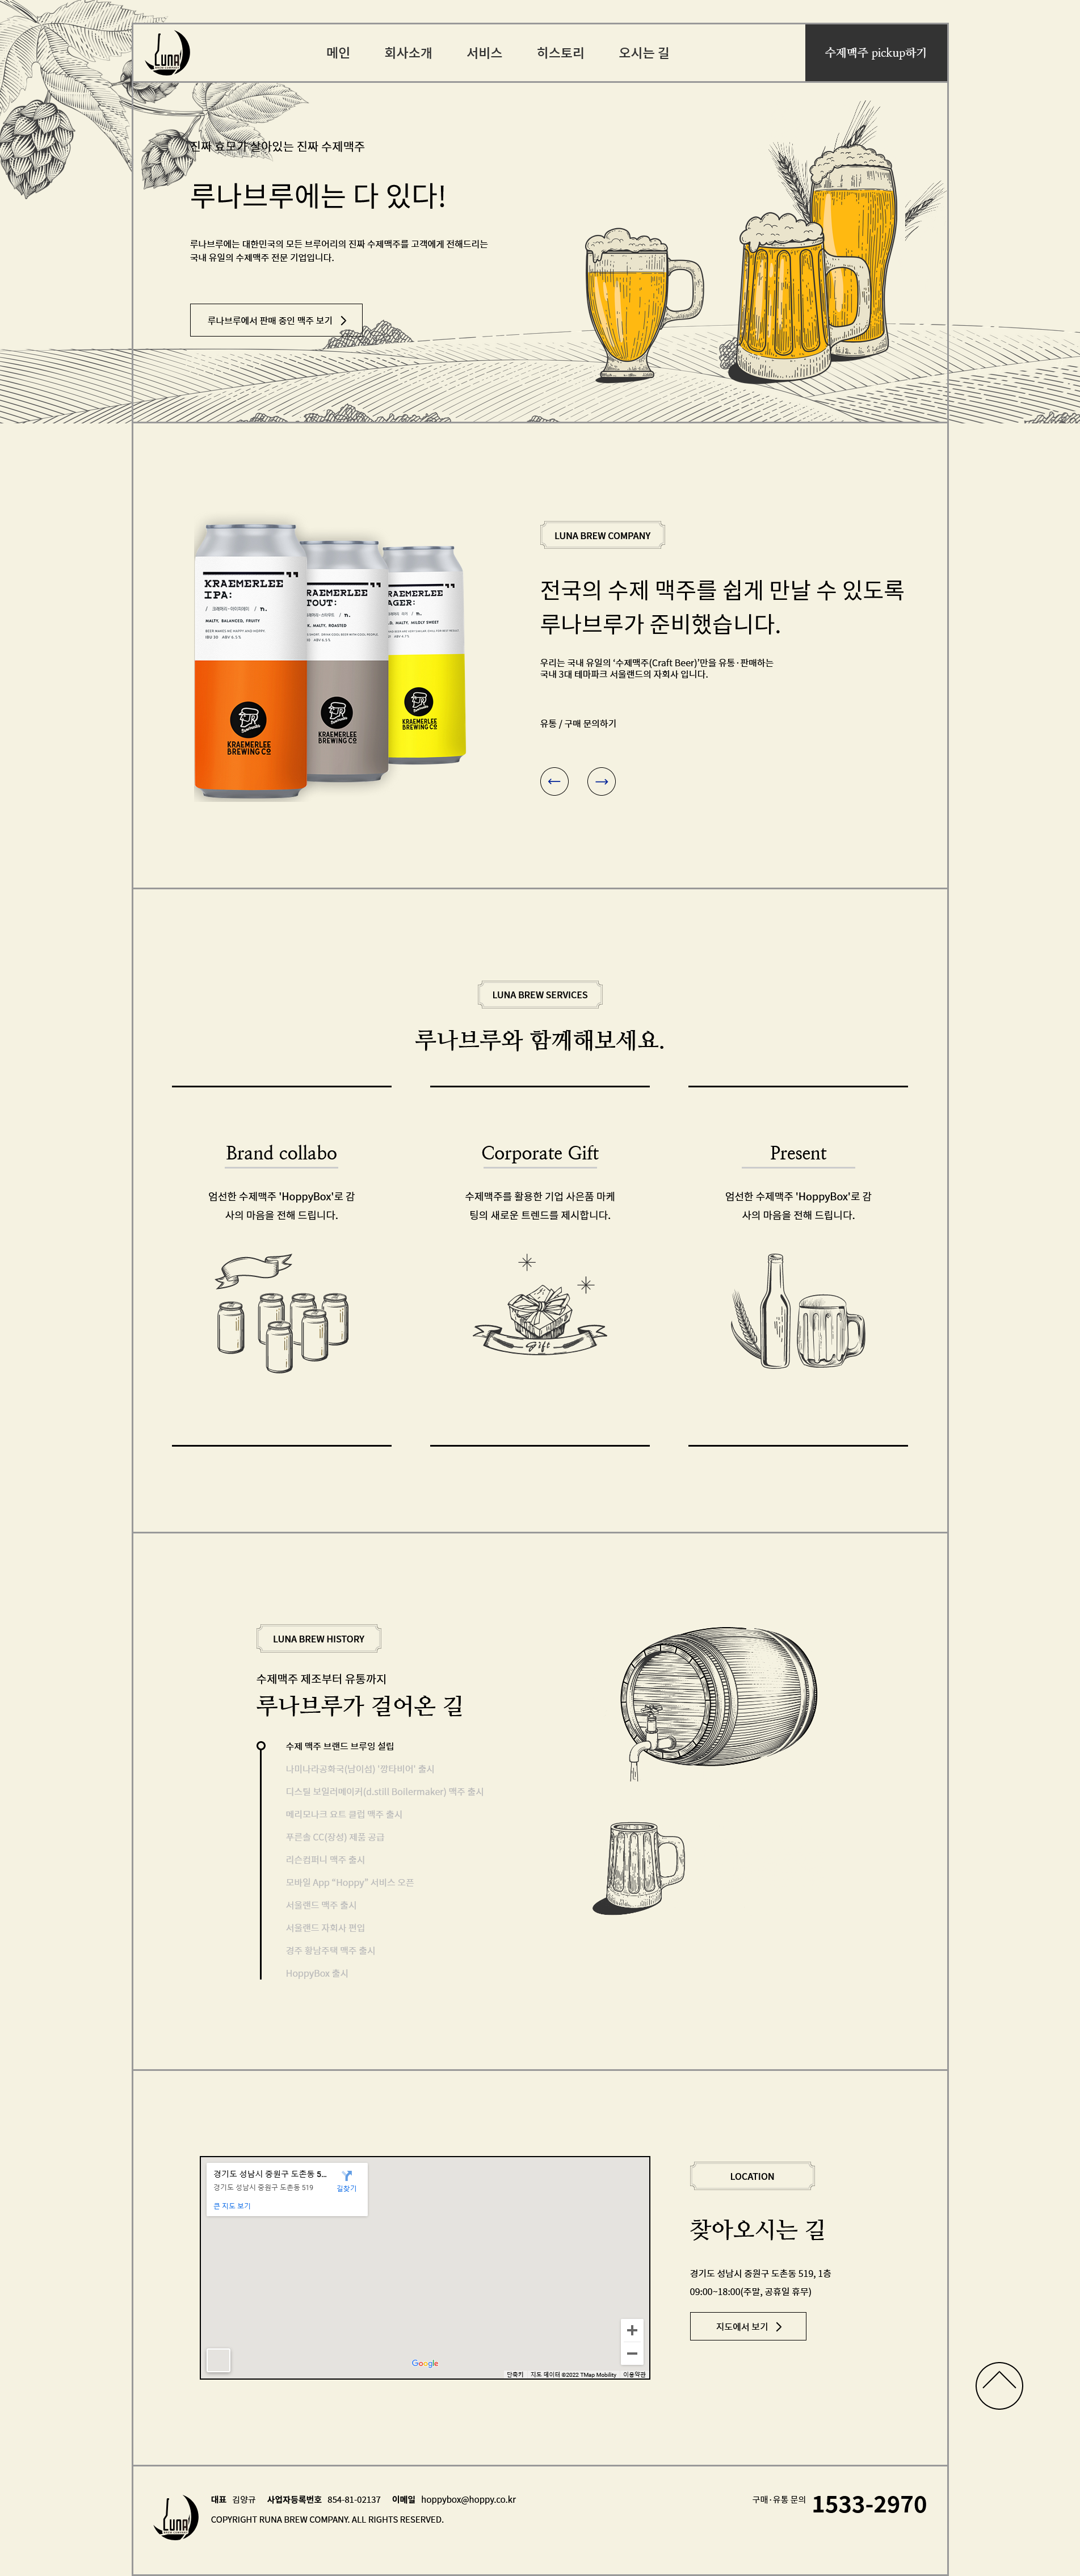 LUNA
메인
회사소개
서비스
히스토리
오시는 길
수제맥주 pickup하기
진짜 효모가 살아있는 진짜 수제맥주
루나브루에는 다 있다!
루나브루에는 대한민국의 모든 브루어리의 진짜 수제맥주를 고객에게 전해드리는
국내 유일의 수제맥주 전문 기업입니다.
루나브루에서 판매 중인 맥주 보기
KRAEMERLEE
IPA:
/ 크래머리-아이피에이 / n.
MALTY, BALANCED, FRUITY
BEER MAKES ME HAPPY AND HOPPY.
KRAEMERLEE
BREWING CO
RAEMERLEE
TOUT:
MALTY, ROASTED
KRAEMERLEE
BREWING CO
RAEMERLEE
AGER:
MALTY, MILDLY SWEET
KRAEMERLEE
BREWING CO
LUNA BREW COMPANY
전국의 수제 맥주를 쉽게 만날 수 있도록
루나브루가 준비했습니다.
우리는 국내 유일의 ‘수제맥주(Craft Beer)’만을 유통·판매하는
국내 3대 테마파크 서울랜드의 자회사 입니다.
유통 / 구매 문의하기
LUNA BREW SERVICES
루나브루와 함께해보세요.
Brand collabo
엄선한 수제맥주 'HoppyBox'로 감
사의 마음을 전해 드립니다.
Corporate Gift
수제맥주를 활용한 기업 사은품 마케
팅의 새로운 트렌드를 제시합니다.
Gift
Present
엄선한 수제맥주 'HoppyBox'로 감
사의 마음을 전해 드립니다.
LUNA BREW HISTORY
수제맥주 제조부터 유통까지
루나브루가 걸어온 길
수제 맥주 브랜드 브루잉 설립
나미나라공화국(남이섬) '깡타비어' 출시
디스틸 보일러메이커(d.still Boilermaker) 맥주 출시
메리모나크 요트 클럽 맥주 출시
푸른솔 CC(장성) 제품 공급
리슨컴퍼니 맥주 출시
모바일 App “Hoppy” 서비스 오픈
서울랜드 맥주 출시
서울랜드 자회사 편입
경주 황남주택 맥주 출시
HoppyBox 출시
경기도 성남시 중원구 도촌동 5...
경기도 성남시 중원구 도촌동 519
길찾기
큰 지도 보기
Google
단축키 지도 데이터 ©2022 TMap Mobility 이용약관
LOCATION
찾아오시는 길
경기도 성남시 중원구 도촌동 519, 1층
09:00~18:00(주말, 공휴일 휴무)
지도에서 보기
LUNA
대표 김양규 사업자등록번호 854-81-02137 이메일 hoppybox@hoppy.co.kr
COPYRIGHT RUNA BREW COMPANY. ALL RIGHTS RESERVED.
구매·유통 문의 1533-2970